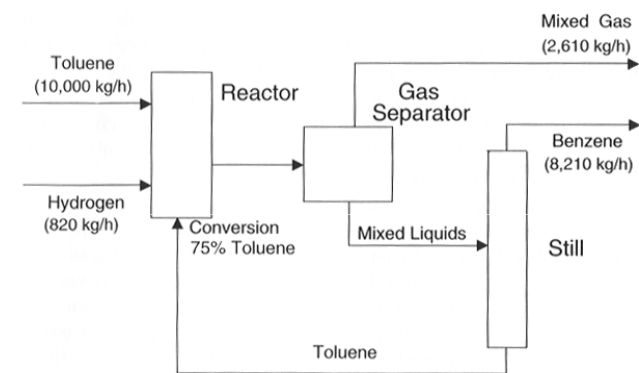 Mixed Gas
(2,610 kg/h)
Toluene
(10,000 kg/h)
Reactor
Gas
Separator
Benzene
(8,210 kg/h)
Hydrogen
(820 kg/h)
Conversion
75% Toluene
Mixed Liquids
Still
Toluene